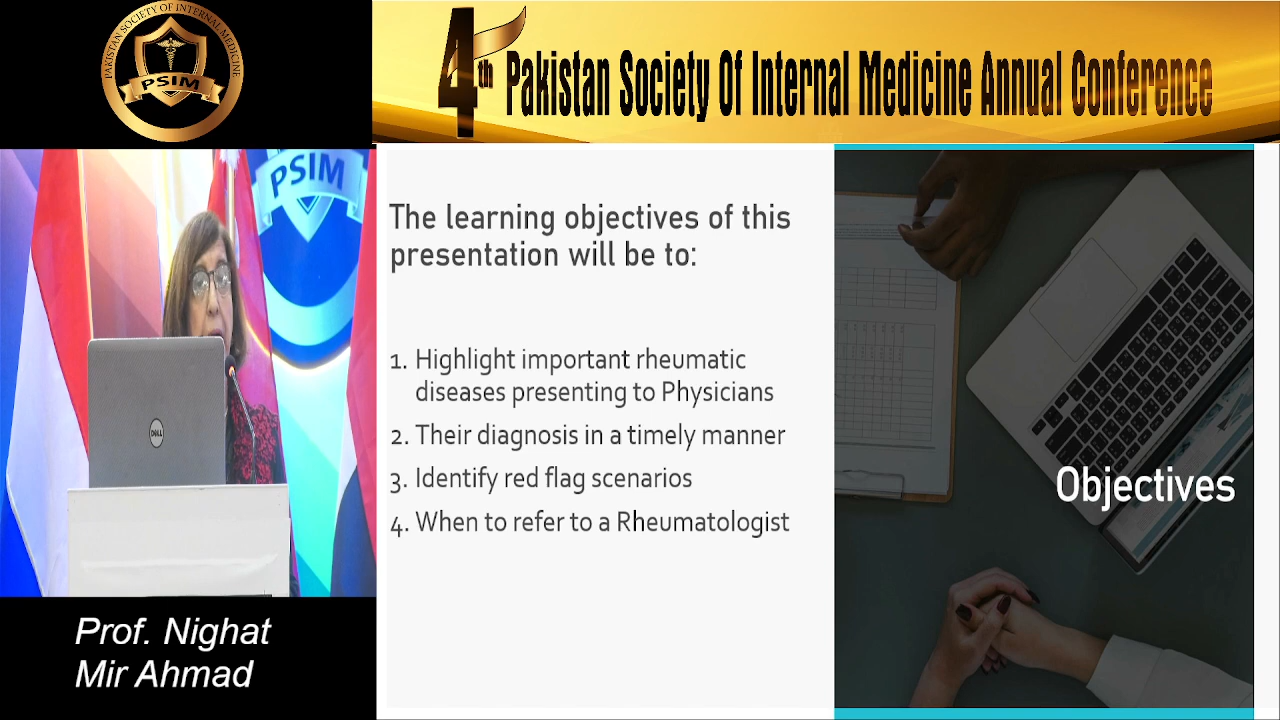 PAKISTAN SOCIETY OF INTERNAL MEDICINE
PSIM
4th Pakistan Society Of Internal Medicine Annual Conference
PSIM
DELL
Prof. Nighat
Mir Ahmad
The learning objectives of this
presentation will be to:
1. Highlight important rheumatic
diseases presenting to Physicians
2. Their diagnosis in a timely manner
3. Identify red flag scenarios
4. When to refer to a Rheumatologist
Objectives